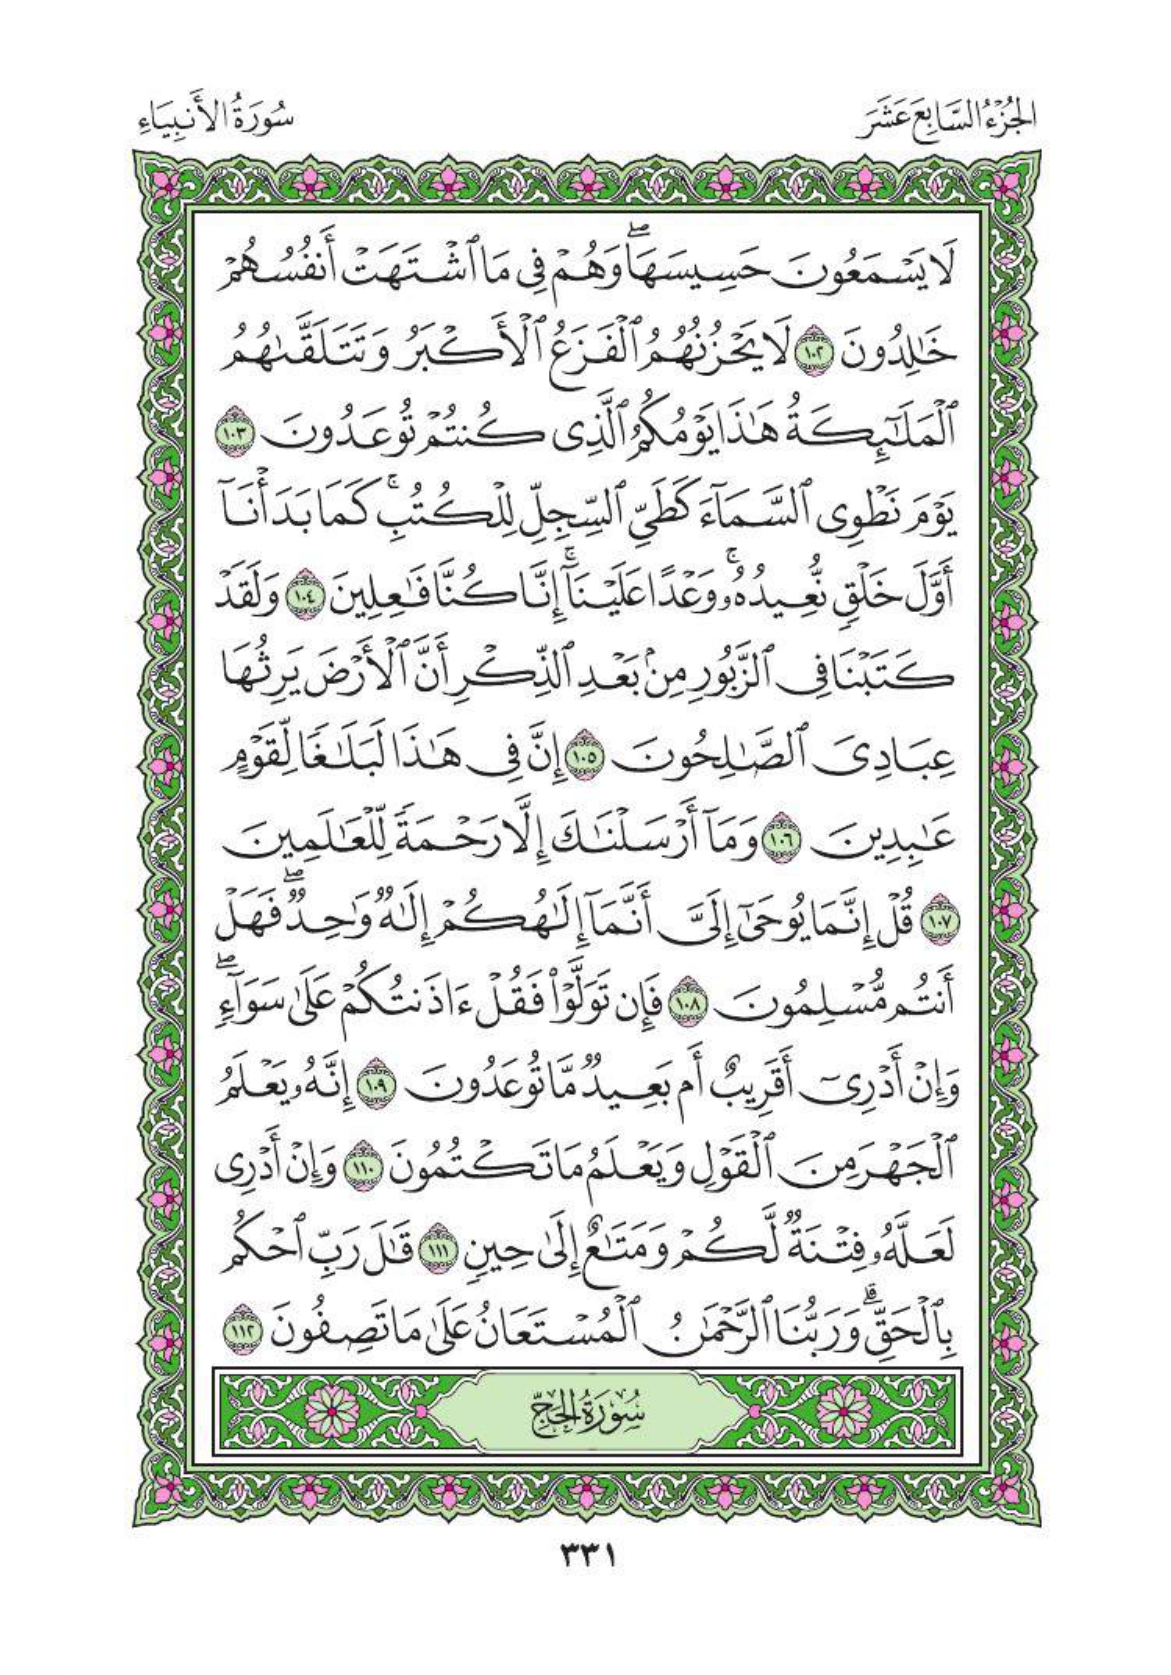 الجُزْءُ السَّابِعَ عَشَرَ
سُورَةُ الأَنبِيَاءِ
لَا يَسْمَعُونَ حَسِيسَهَاۖ وَهُمْ فِى مَا ٱشْتَهَتْ أَنفُسُهُمْ
خَٰلِدُونَ ١٠٢ لَا يَحْزُنُهُمُ ٱلْفَزَعُ ٱلْأَكْبَرُ وَتَتَلَقَّىٰهُمُ
ٱلْمَلَٰٓئِكَةُ هَٰذَا يَوْمُكُمُ ٱلَّذِى كُنتُمْ تُوعَدُونَ ١٠٣
يَوْمَ نَطْوِى ٱلسَّمَآءَ كَطَىِّ ٱلسِّجِلِّ لِلْكُتُبِۚ كَمَا بَدَأْنَآ
أَوَّلَ خَلْقٍ نُّعِيدُهُۥۚ وَعْدًا عَلَيْنَآۚ إِنَّا كُنَّا فَٰعِلِينَ ١٠٤ وَلَقَدْ
كَتَبْنَا فِى ٱلزَّبُورِ مِنۢ بَعْدِ ٱلذِّكْرِ أَنَّ ٱلْأَرْضَ يَرِثُهَا
عِبَادِىَ ٱلصَّٰلِحُونَ ١٠٥ إِنَّ فِى هَٰذَا لَبَلَٰغًا لِّقَوْمٍ
عَٰبِدِينَ ١٠٦ وَمَآ أَرْسَلْنَٰكَ إِلَّا رَحْمَةً لِّلْعَٰلَمِينَ
١٠٧ قُلْ إِنَّمَا يُوحَىٰٓ إِلَىَّ أَنَّمَآ إِلَٰهُكُمْ إِلَٰهٌ وَٰحِدٌۖ فَهَلْ
أَنتُم مُّسْلِمُونَ ١٠٨ فَإِن تَوَلَّوْا۟ فَقُلْ ءَاذَنتُكُمْ عَلَىٰ سَوَآءٍۖ
وَإِنْ أَدْرِىٓ أَقَرِيبٌ أَم بَعِيدٌ مَّا تُوعَدُونَ ١٠٩ إِنَّهُۥ يَعْلَمُ
ٱلْجَهْرَ مِنَ ٱلْقَوْلِ وَيَعْلَمُ مَا تَكْتُمُونَ ١١٠ وَإِنْ أَدْرِى
لَعَلَّهُۥ فِتْنَةٌ لَّكُمْ وَمَتَٰعٌ إِلَىٰ حِينٍ ١١١ قَٰلَ رَبِّ ٱحْكُم
بِٱلْحَقِّۗ وَرَبُّنَا ٱلرَّحْمَٰنُ ٱلْمُسْتَعَانُ عَلَىٰ مَا تَصِفُونَ ١١٢
سُورَةُ الحَجِّ
٣٣١